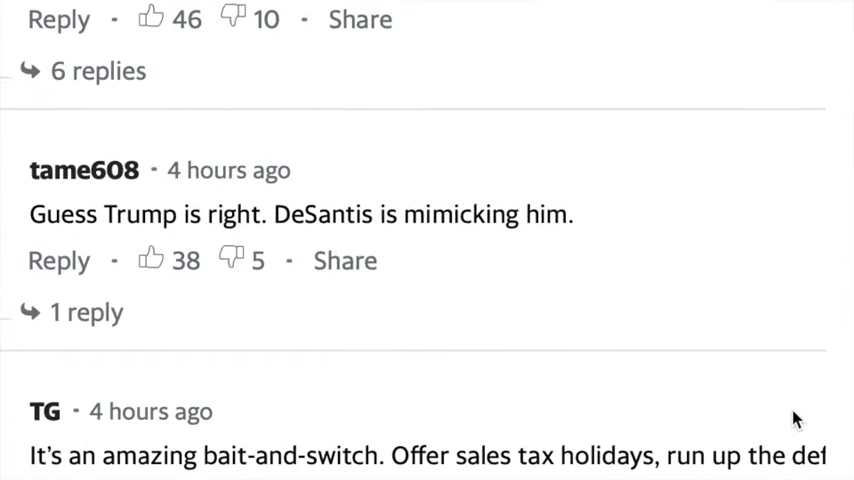 Reply · 46 10 · Share
6 replies
tame608 · 4 hours ago
Guess Trump is right. DeSantis is mimicking him.
Reply · 38 5 · Share
1 reply
TG · 4 hours ago
It's an amazing bait-and-switch. Offer sales tax holidays, run up the